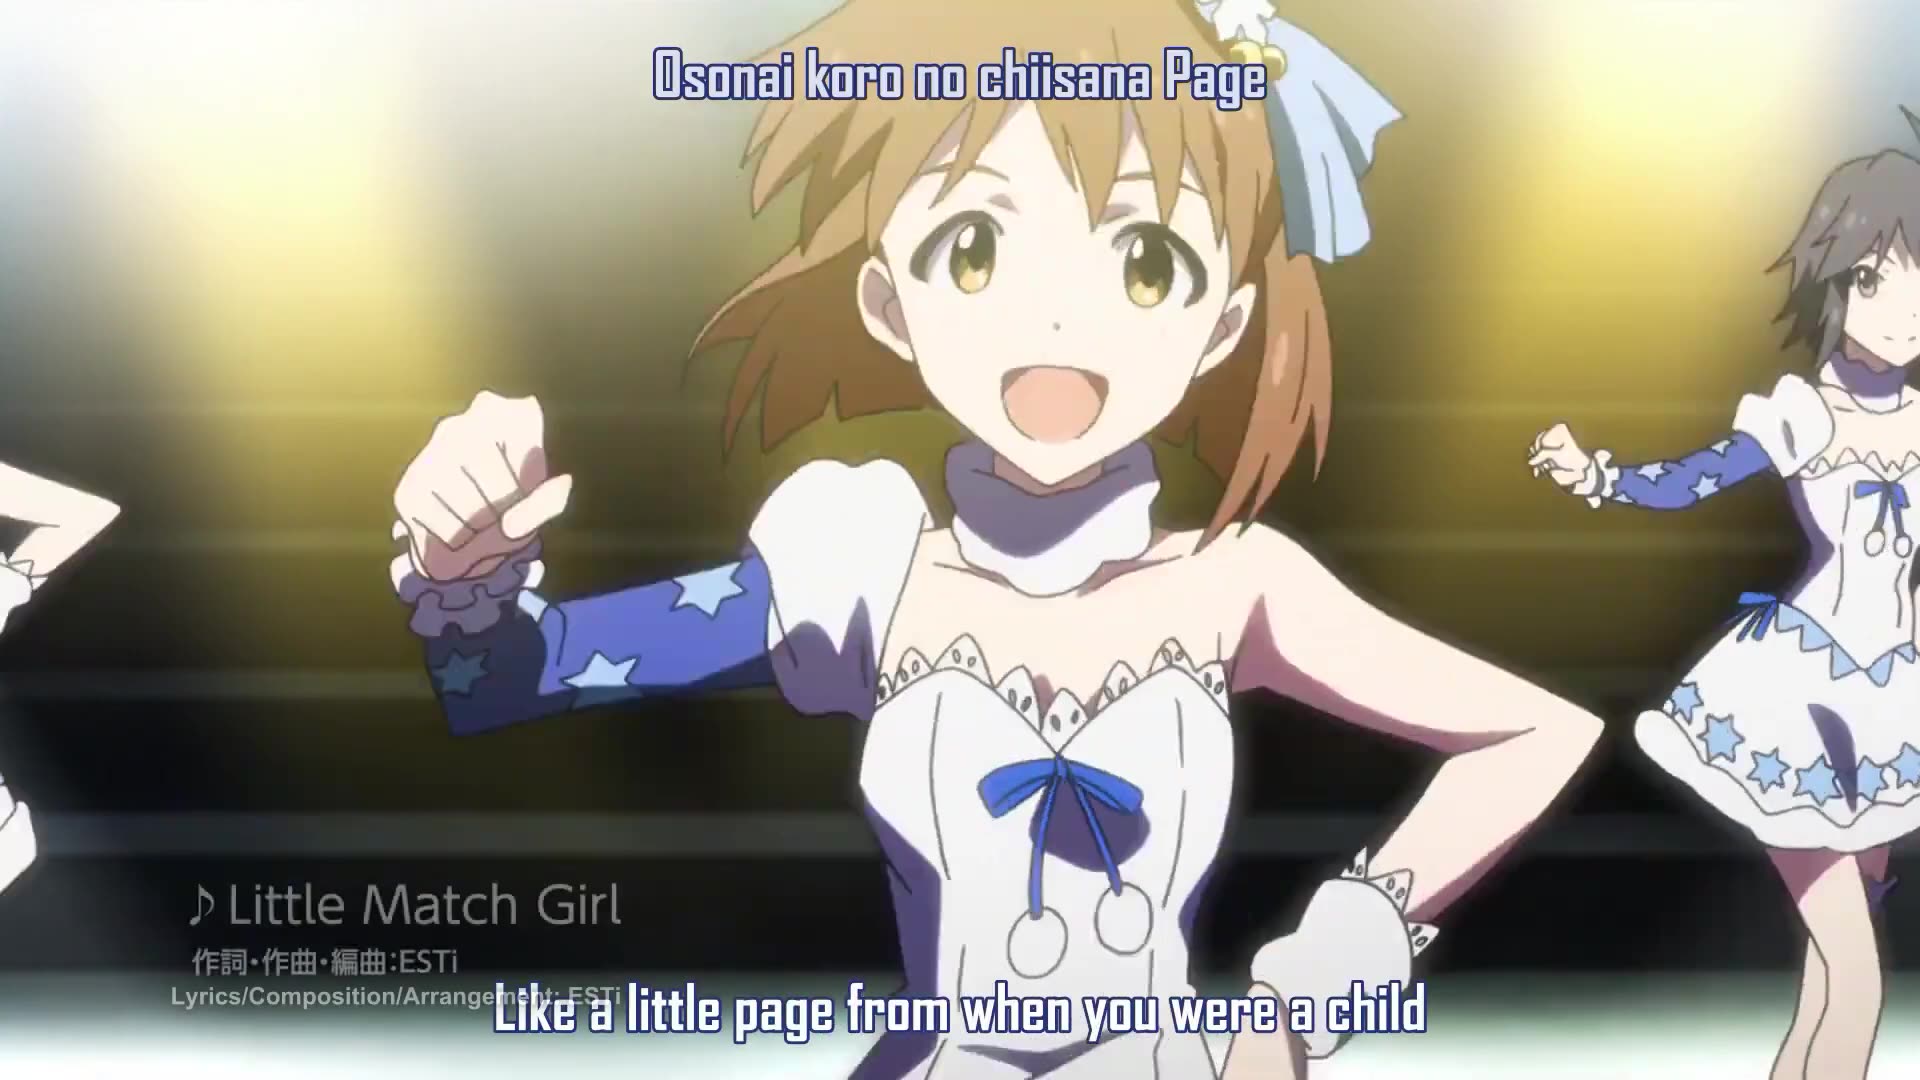 Osonai koro no chiisana Page
♪Little Match Girl
作詞・作曲・編曲:ESTi
Lyrics/Composition/Arrangement: ESTi
Like a little page from when you were a child